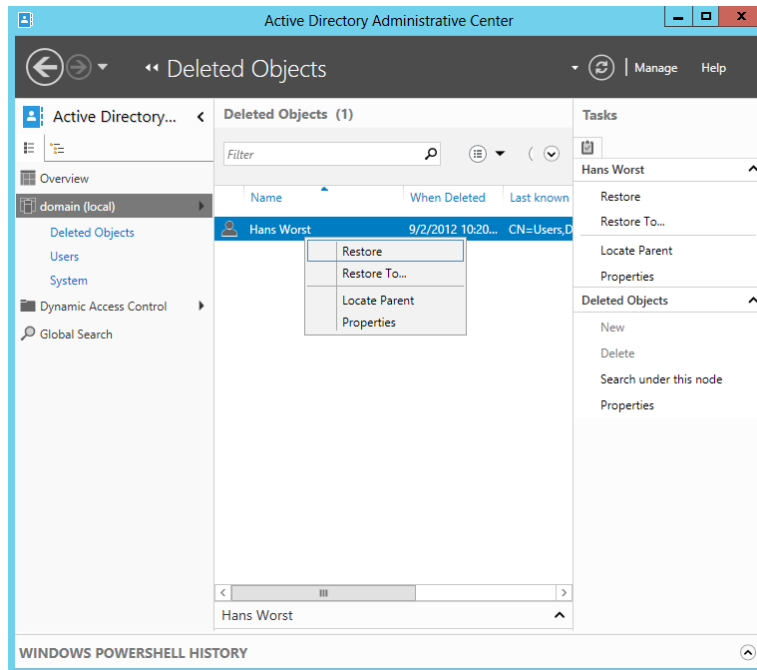 Active Directory Administrative Center
Deleted Objects
Manage
Help
Active Directory...
Overview
domain (local)
Deleted Objects
Users
System
Dynamic Access Control
Global Search
Deleted Objects (1)
Filter
Name
When Deleted
Last known
Hans Worst
9/2/2012 10:20...
CN=Users,D
Restore
Restore To...
Locate Parent
Properties
Hans Worst
Tasks
Hans Worst
Restore
Restore To...
Locate Parent
Properties
Deleted Objects
New
Delete
Search under this node
Properties
WINDOWS POWERSHELL HISTORY